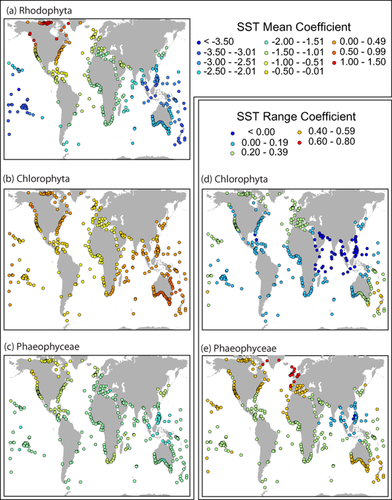 (a) Rhodophyta
SST Mean Coefficient
< -3.50
-3.50 - -3.01
-3.00 - -2.51
-2.50 - -2.01
-2.00 - -1.51
-1.50 - -1.01
-1.00 - -0.51
-0.50 - -0.01
0.00 - 0.49
0.50 - 0.99
1.00 - 1.50
SST Range Coefficient
< 0.00
0.00 - 0.19
0.20 - 0.39
0.40 - 0.59
0.60 - 0.80
(b) Chlorophyta
(d) Chlorophyta
(c) Phaeophyceae
(e) Phaeophyceae